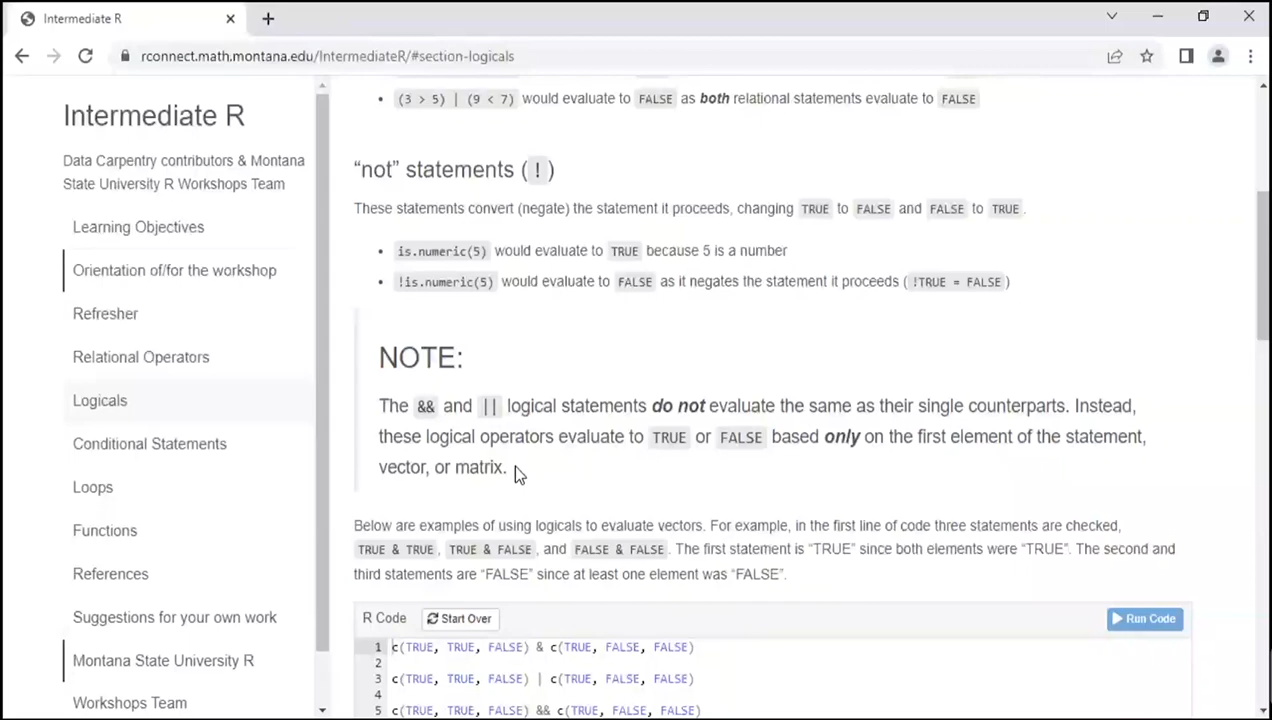 Intermediate R
rconnect.math.montana.edu/IntermediateR/#section-logicals
Intermediate R
Data Carpentry contributors & Montana
State University R Workshops Team
Learning Objectives
Orientation of/for the workshop
Refresher
Relational Operators
Logicals
Conditional Statements
Loops
Functions
References
Suggestions for your own work
Montana State University R
Workshops Team
• (3 > 5) | (9 < 7) would evaluate to FALSE as both relational statements evaluate to FALSE
“not” statements ( ! )
These statements convert (negate) the statement it proceeds, changing TRUE to FALSE and FALSE to TRUE .
• is.numeric(5) would evaluate to TRUE because 5 is a number
• !is.numeric(5) would evaluate to FALSE as it negates the statement it proceeds ( !TRUE = FALSE )
NOTE:
The && and || logical statements do not evaluate the same as their single counterparts. Instead,
these logical operators evaluate to TRUE or FALSE based only on the first element of the statement,
vector, or matrix.
Below are examples of using logicals to evaluate vectors. For example, in the first line of code three statements are checked,
TRUE & TRUE , TRUE & FALSE , and FALSE & FALSE . The first statement is “TRUE” since both elements were “TRUE”. The second and
third statements are “FALSE” since at least one element was “FALSE”.
R Code Start Over Run Code
1 c(TRUE, TRUE, FALSE) & c(TRUE, FALSE, FALSE)
2
3 c(TRUE, TRUE, FALSE) | c(TRUE, FALSE, FALSE)
4
5 c(TRUE, TRUE, FALSE) && c(TRUE, FALSE, FALSE)